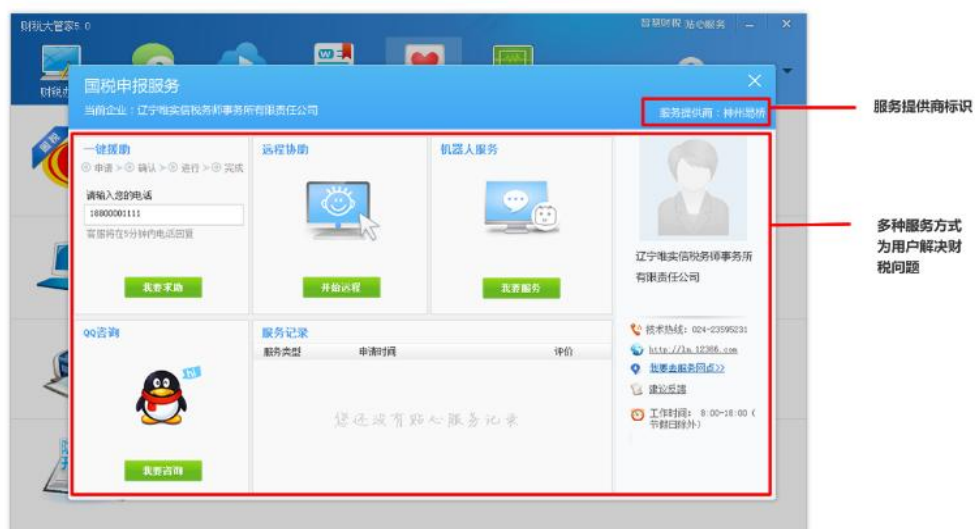 财税大管家5.0
智慧财税 贴心服务
国税申报服务
当前企业：辽宁唯实信税务师事务所有限责任公司
服务提供商：神州易桥
服务提供商标识
一键援助
申请 > 确认 > 进行 > 完成
请输入您的电话
18800001111
客服将在5分钟内电话回复
我要求助
远程协助
开始远程
机器人服务
我要服务
辽宁唯实信税务师事务所
有限责任公司
多种服务方式
为用户解决财
税问题
QQ咨询
hi
我要咨询
服务记录
服务类型 申请时间 评价
您还没有贴心服务记录
技术热线: 024-23595231
http://ln.12366.com
我要去服务网点>>
建议反馈
工作时间: 8:00-18:00 (
节假日除外)